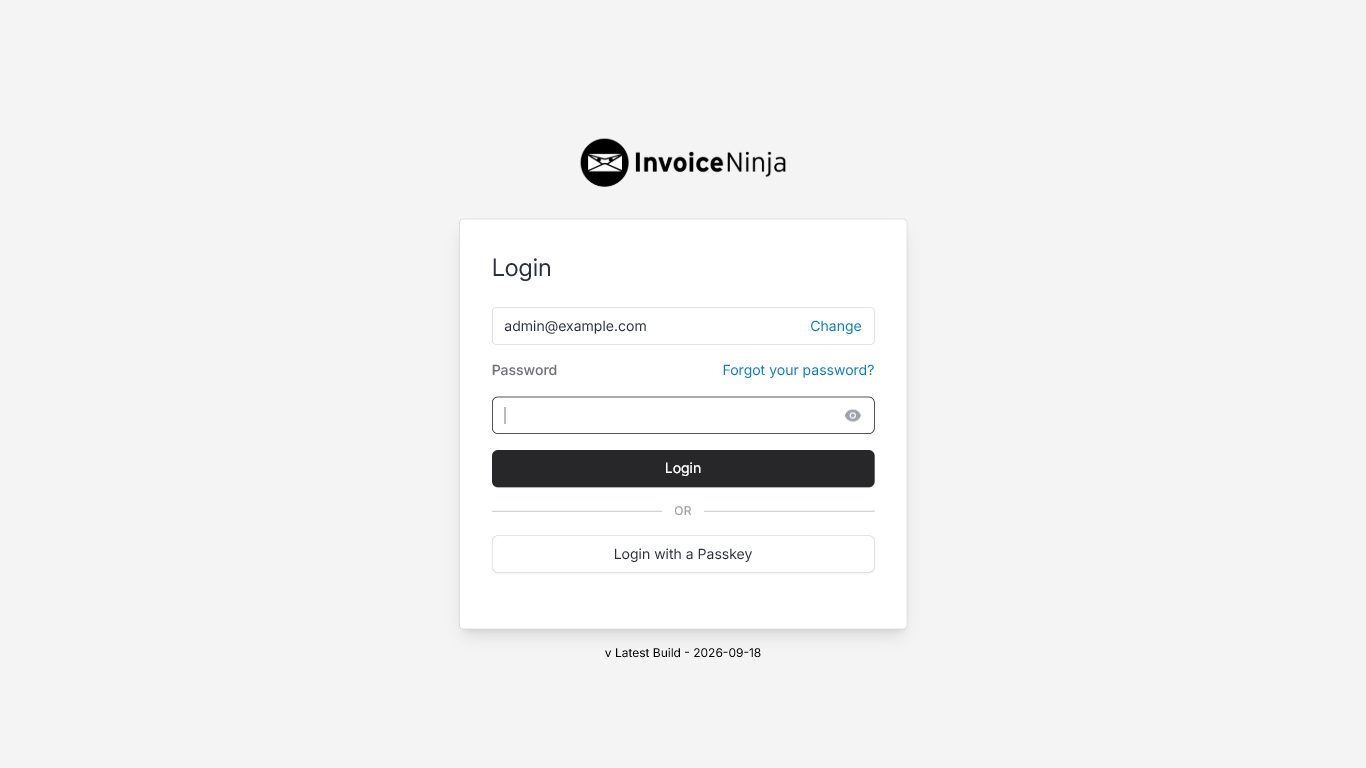 InvoiceNinja
Login
admin@example.com Change
Password Forgot your password?
Login
OR
Login with a Passkey
v Latest Build - 2026-09-18